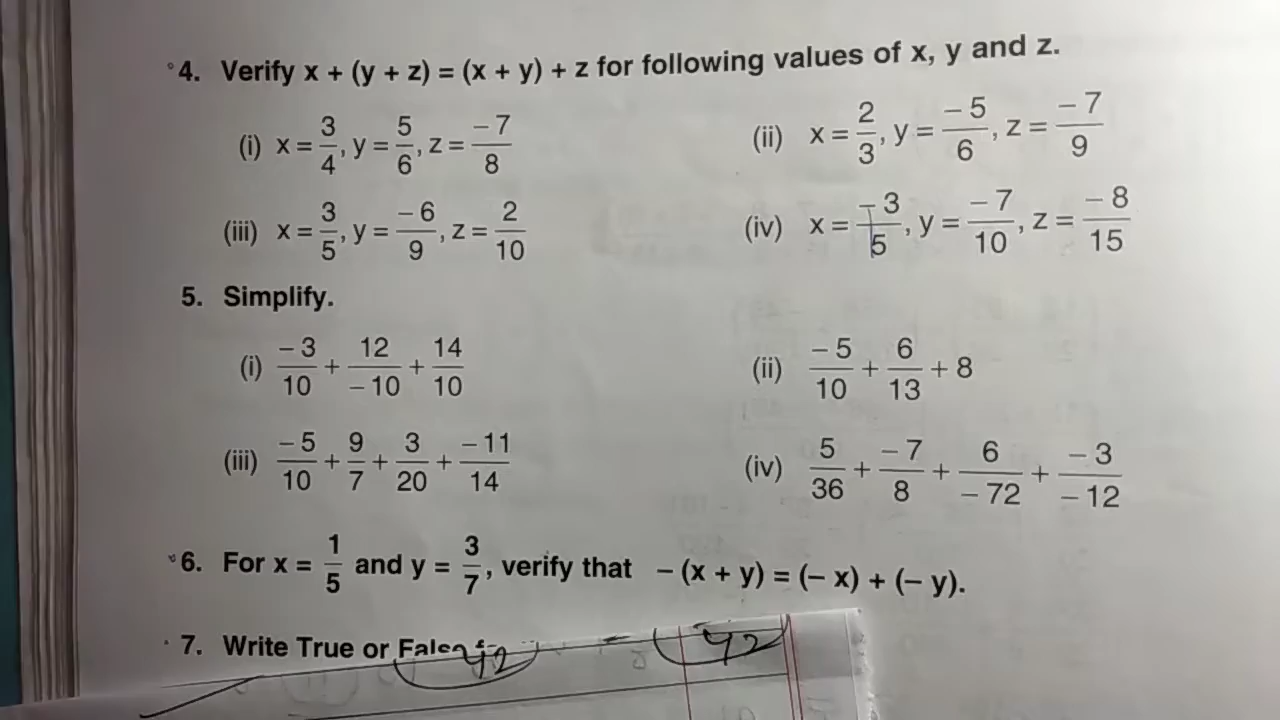 4. Verify x + (y + z) = (x + y) + z for following values of x, y and z.
(i) x = 3/4, y = 5/6, z = -7/8 (ii) x = 2/3, y = -5/6, z = -7/9
(iii) x = 3/5, y = -6/9, z = 2/10 (iv) x = -3/5, y = -7/10, z = -8/15
5. Simplify.
(i) -3/10 + 12/-10 + 14/10 (ii) -5/10 + 6/13 + 8
(iii) -5/10 + 9/7 + 3/20 + -11/14 (iv) 5/36 + -7/8 + 6/-72 + -3/-12
6. For x = 1/5 and y = 3/7, verify that - (x + y) = (- x) + (- y).
7. Write True or False
42 42